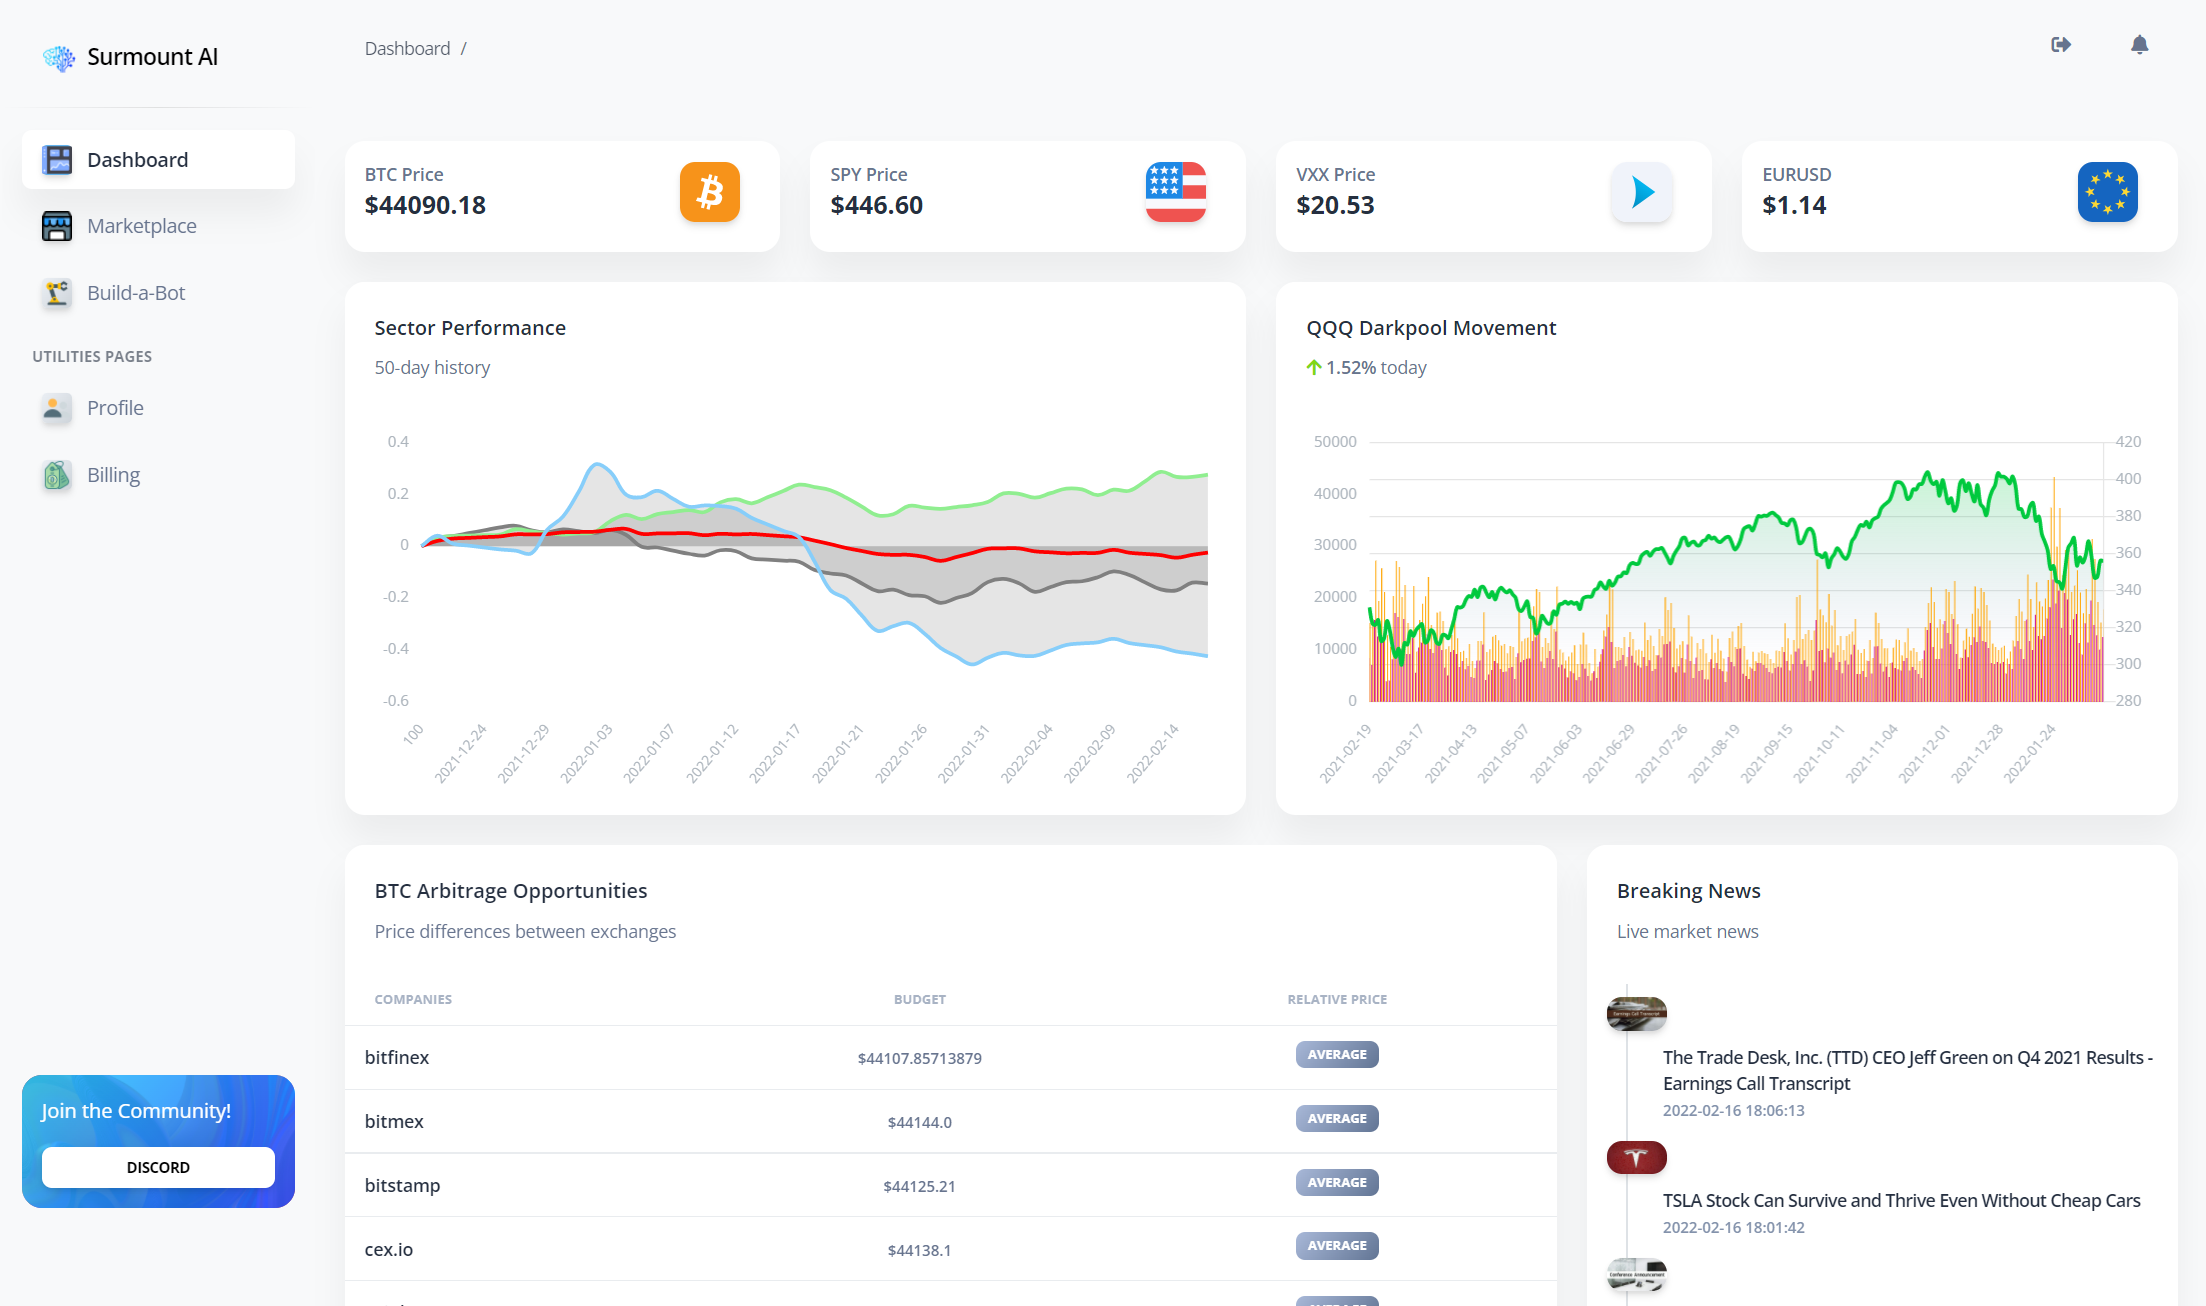 Surmount AI
Dashboard /
Dashboard
Marketplace
Build-a-Bot
UTILITIES PAGES
Profile
Billing
Join the Community!
DISCORD
BTC Price
$44090.18
SPY Price
$446.60
VXX Price
$20.53
EURUSD
$1.14
Sector Performance
50-day history
0.4
0.2
0
-0.2
-0.4
-0.6
100
2021-12-24
2021-12-29
2022-01-03
2022-01-07
2022-01-12
2022-01-17
2022-01-21
2022-01-26
2022-01-31
2022-02-04
2022-02-09
2022-02-14
QQQ Darkpool Movement
1.52% today
50000
40000
30000
20000
10000
0
420
400
380
360
340
320
300
280
2021-02-19
2021-03-17
2021-04-13
2021-05-07
2021-06-03
2021-06-29
2021-07-26
2021-08-19
2021-09-15
2021-10-11
2021-11-04
2021-12-01
2021-12-28
2022-01-24
BTC Arbitrage Opportunities
Price differences between exchanges
COMPANIES BUDGET RELATIVE PRICE
bitfinex $44107.85713879 AVERAGE
bitmex $44144.0 AVERAGE
bitstamp $44125.21 AVERAGE
cex.io $44138.1 AVERAGE
Breaking News
Live market news
Earnings Call Transcript
The Trade Desk, Inc. (TTD) CEO Jeff Green on Q4 2021 Results -
Earnings Call Transcript
2022-02-16 18:06:13
TSLA Stock Can Survive and Thrive Even Without Cheap Cars
2022-02-16 18:01:42
Conference Announcement